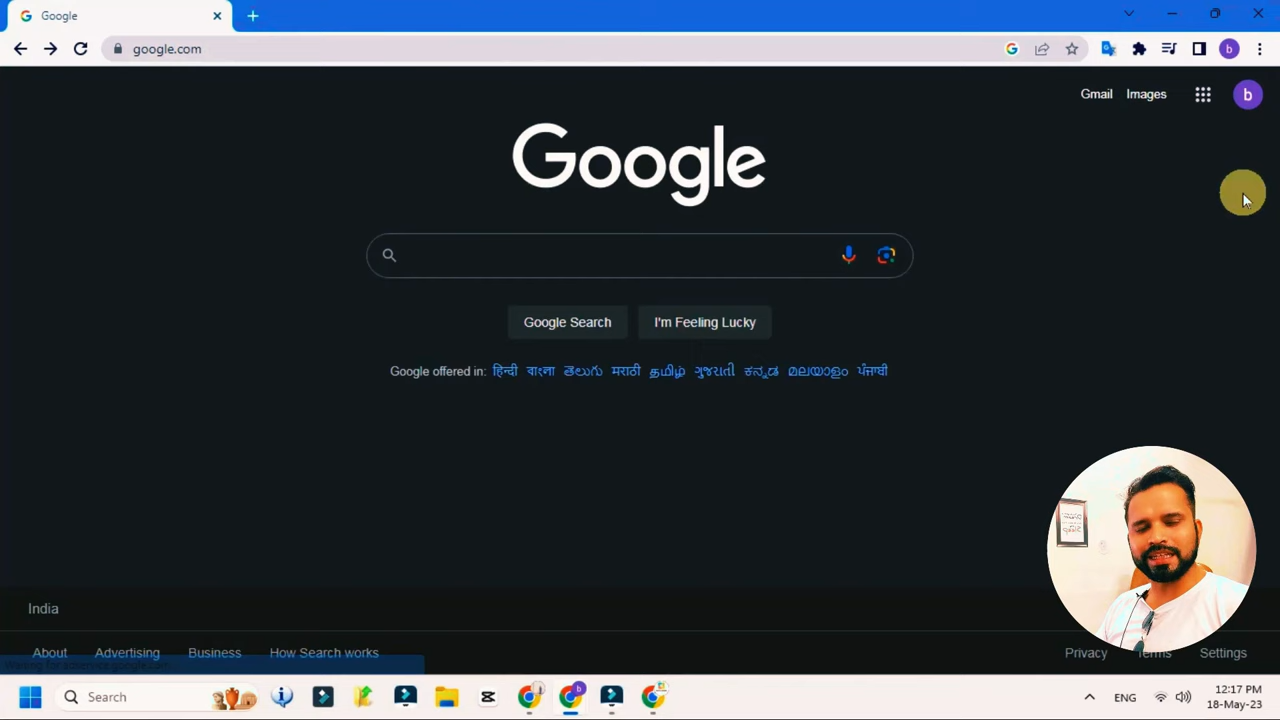 Google
google.com
b
Gmail Images b
Google
Google Search I'm Feeling Lucky
Google offered in: हिन्दी বাংলা తెలుగు मराठी தமிழ் ગુજરાતી ಕನ್ನಡ മലയാളം ਪੰਜਾਬੀ
India
About Advertising Business How Search works Privacy Terms Settings
Search b ENG 12:17 PM
18-May-23